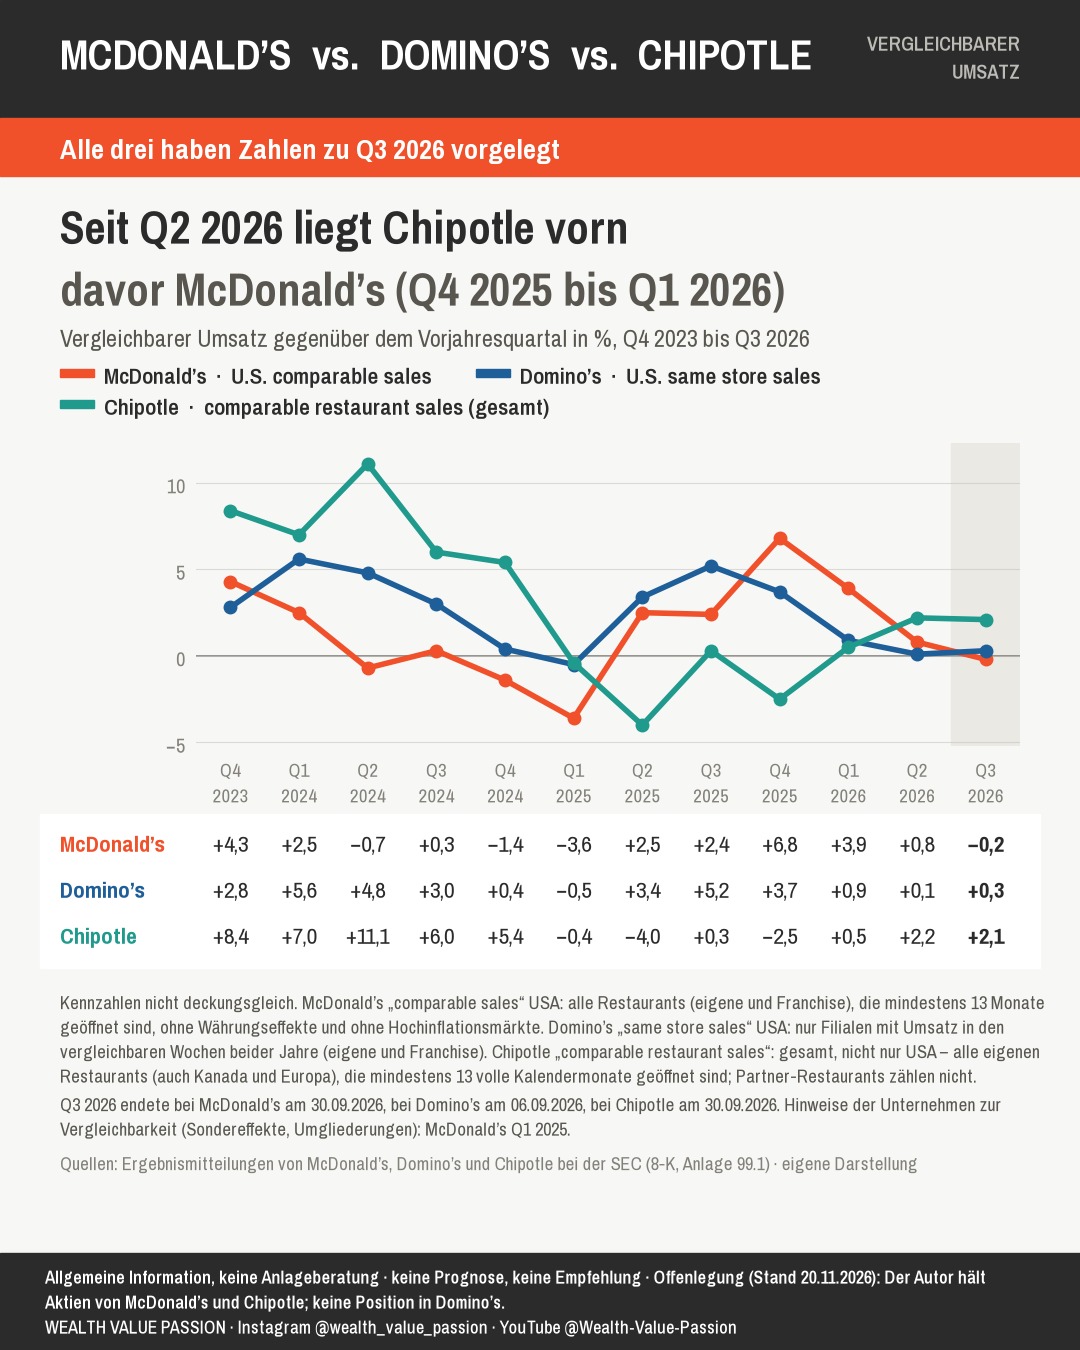 MCDONALD’S vs. DOMINO’S vs. CHIPOTLE
VERGLEICHBARER
UMSATZ
Alle drei haben Zahlen zu Q3 2026 vorgelegt
Seit Q2 2026 liegt Chipotle vorn
davor McDonald’s (Q4 2025 bis Q1 2026)
Vergleichbarer Umsatz gegenüber dem Vorjahresquartal in %, Q4 2023 bis Q3 2026
McDonald’s · U.S. comparable sales
Domino’s · U.S. same store sales
Chipotle · comparable restaurant sales (gesamt)
10
5
0
−5
Q4 Q1 Q2 Q3 Q4 Q1 Q2 Q3 Q4 Q1 Q2 Q3
2023 2024 2024 2024 2024 2025 2025 2025 2025 2026 2026 2026
McDonald’s +4,3 +2,5 −0,7 +0,3 −1,4 −3,6 +2,5 +2,4 +6,8 +3,9 +0,8 −0,2
Domino’s +2,8 +5,6 +4,8 +3,0 +0,4 −0,5 +3,4 +5,2 +3,7 +0,9 +0,1 +0,3
Chipotle +8,4 +7,0 +11,1 +6,0 +5,4 −0,4 −4,0 +0,3 −2,5 +0,5 +2,2 +2,1
Kennzahlen nicht deckungsgleich. McDonald’s „comparable sales“ USA: alle Restaurants (eigene und Franchise), die mindestens 13 Monate
geöffnet sind, ohne Währungseffekte und ohne Hochinflationsmärkte. Domino’s „same store sales“ USA: nur Filialen mit Umsatz in den
vergleichbaren Wochen beider Jahre (eigene und Franchise). Chipotle „comparable restaurant sales“: gesamt, nicht nur USA – alle eigenen
Restaurants (auch Kanada und Europa), die mindestens 13 volle Kalendermonate geöffnet sind; Partner-Restaurants zählen nicht.
Q3 2026 endete bei McDonald’s am 30.09.2026, bei Domino’s am 06.09.2026, bei Chipotle am 30.09.2026. Hinweise der Unternehmen zur
Vergleichbarkeit (Sondereffekte, Umgliederungen): McDonald’s Q1 2025.
Quellen: Ergebnismitteilungen von McDonald’s, Domino’s und Chipotle bei der SEC (8-K, Anlage 99.1) · eigene Darstellung
Allgemeine Information, keine Anlageberatung · keine Prognose, keine Empfehlung · Offenlegung (Stand 20.11.2026): Der Autor hält
Aktien von McDonald’s und Chipotle; keine Position in Domino’s.
WEALTH VALUE PASSION · Instagram @wealth_value_passion · YouTube @Wealth-Value-Passion